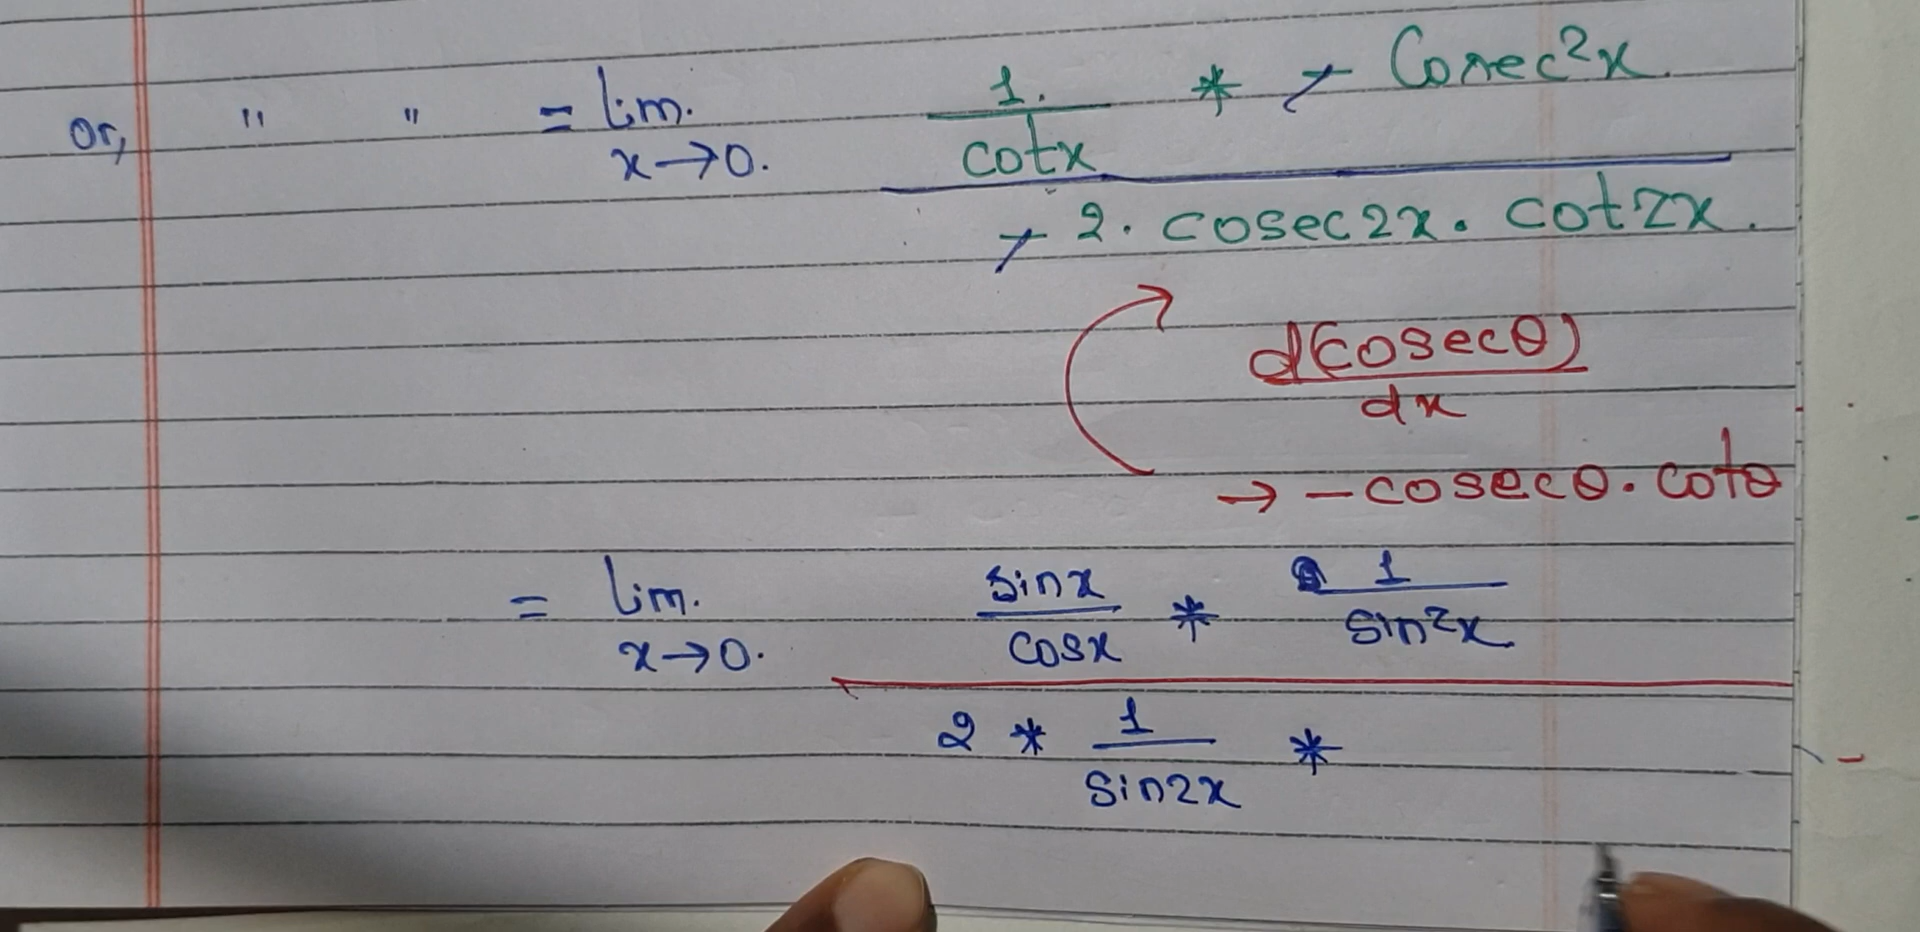 or, " " = lim. 1. * - Cosec²x.
x→0. cotx
- 2. cosec2x. cot2x.
d(cosecθ)
dx
→ -cosecθ. cotθ
= lim. sinx * 1
x→0. cosx sin²x
2 * 1 *
sin2x